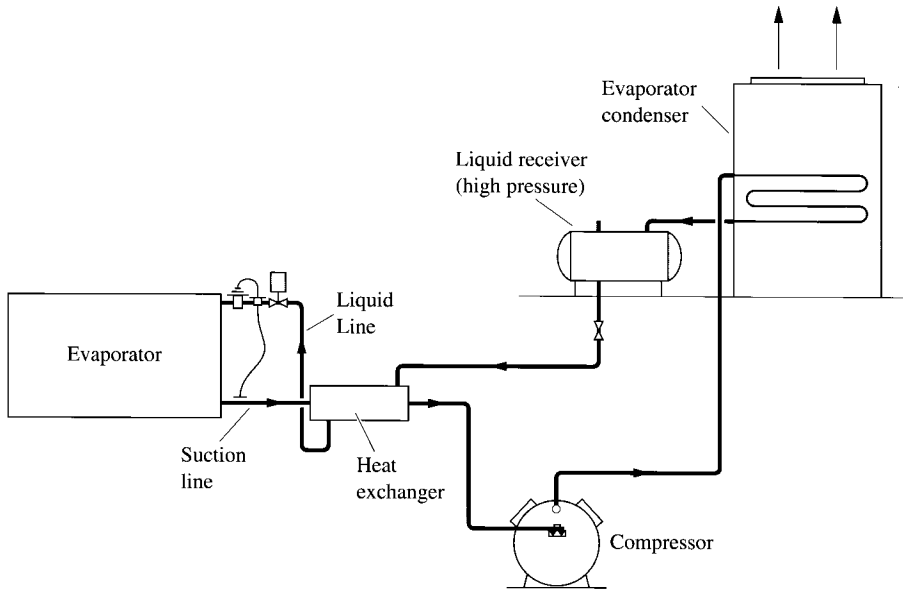 Evaporator
condenser
Liquid receiver
(high pressure)
Liquid
Line
Evaporator
Suction
line
Heat
exchanger
Compressor